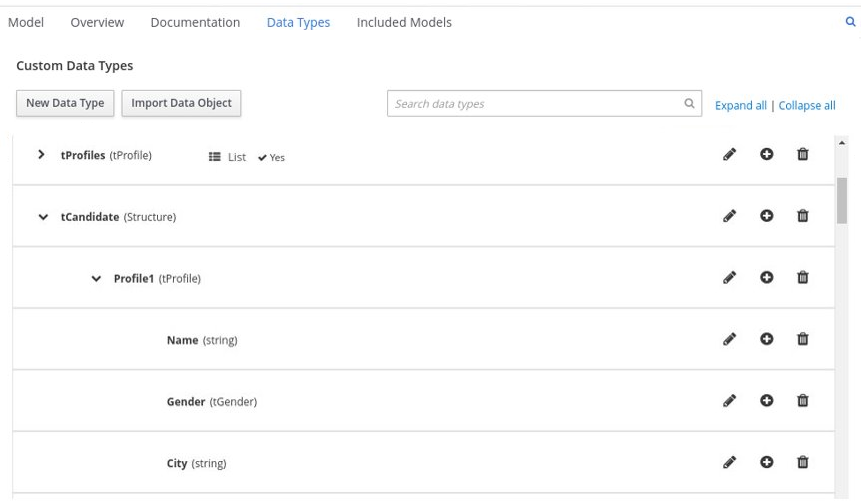 Model Overview Documentation Data Types Included Models
Custom Data Types
New Data Type Import Data Object Search data types Expand all | Collapse all
tProfiles (tProfile) List Yes
tCandidate (Structure)
Profile1 (tProfile)
Name (string)
Gender (tGender)
City (string)